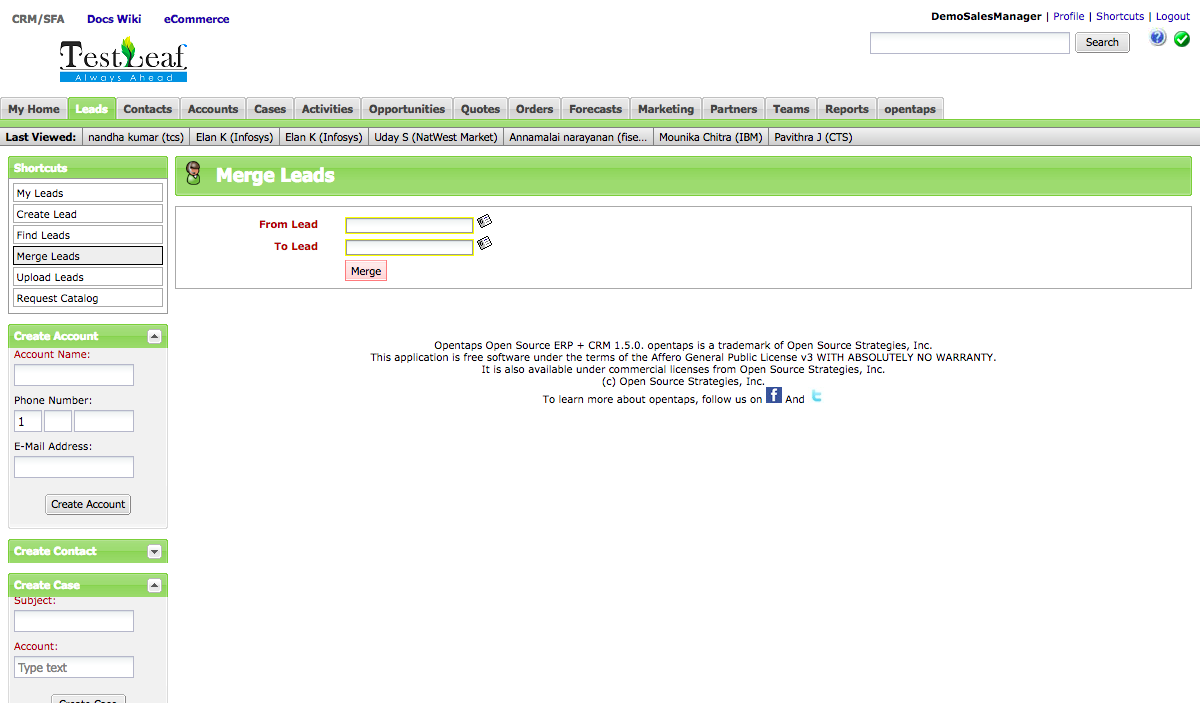 CRM/SFA Docs Wiki eCommerce
DemoSalesManager | Profile | Shortcuts | Logout
Search
TestLeaf
Always Ahead
My Home Leads Contacts Accounts Cases Activities Opportunities Quotes Orders Forecasts Marketing Partners Teams Reports opentaps
Last Viewed: nandha kumar (tcs) Elan K (Infosys) Elan K (Infosys) Uday S (NatWest Market) Annamalai narayanan (fise... Mounika Chitra (IBM) Pavithra J (CTS)
Shortcuts
My Leads
Create Lead
Find Leads
Merge Leads
Upload Leads
Request Catalog
Create Account
Account Name:
Phone Number:
1
E-Mail Address:
Create Account
Create Contact
Create Case
Subject:
Account:
Type text
Create Case
Merge Leads
From Lead
To Lead
Merge
Opentaps Open Source ERP + CRM 1.5.0. opentaps is a trademark of Open Source Strategies, Inc.
This application is free software under the terms of the Affero General Public License v3 WITH ABSOLUTELY NO WARRANTY.
It is also available under commercial licenses from Open Source Strategies, Inc.
(c) Open Source Strategies, Inc.
To learn more about opentaps, follow us on f And t